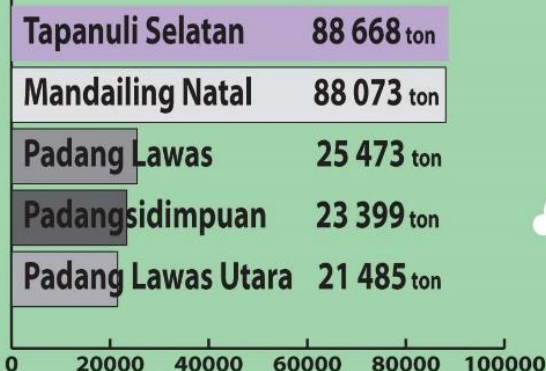 Tapanuli Selatan 88 668 ton
Mandailing Natal 88 073 ton
Padang Lawas 25 473 ton
Padangsidimpuan 23 399 ton
Padang Lawas Utara 21 485 ton
0 20000 40000 60000 80000 100000